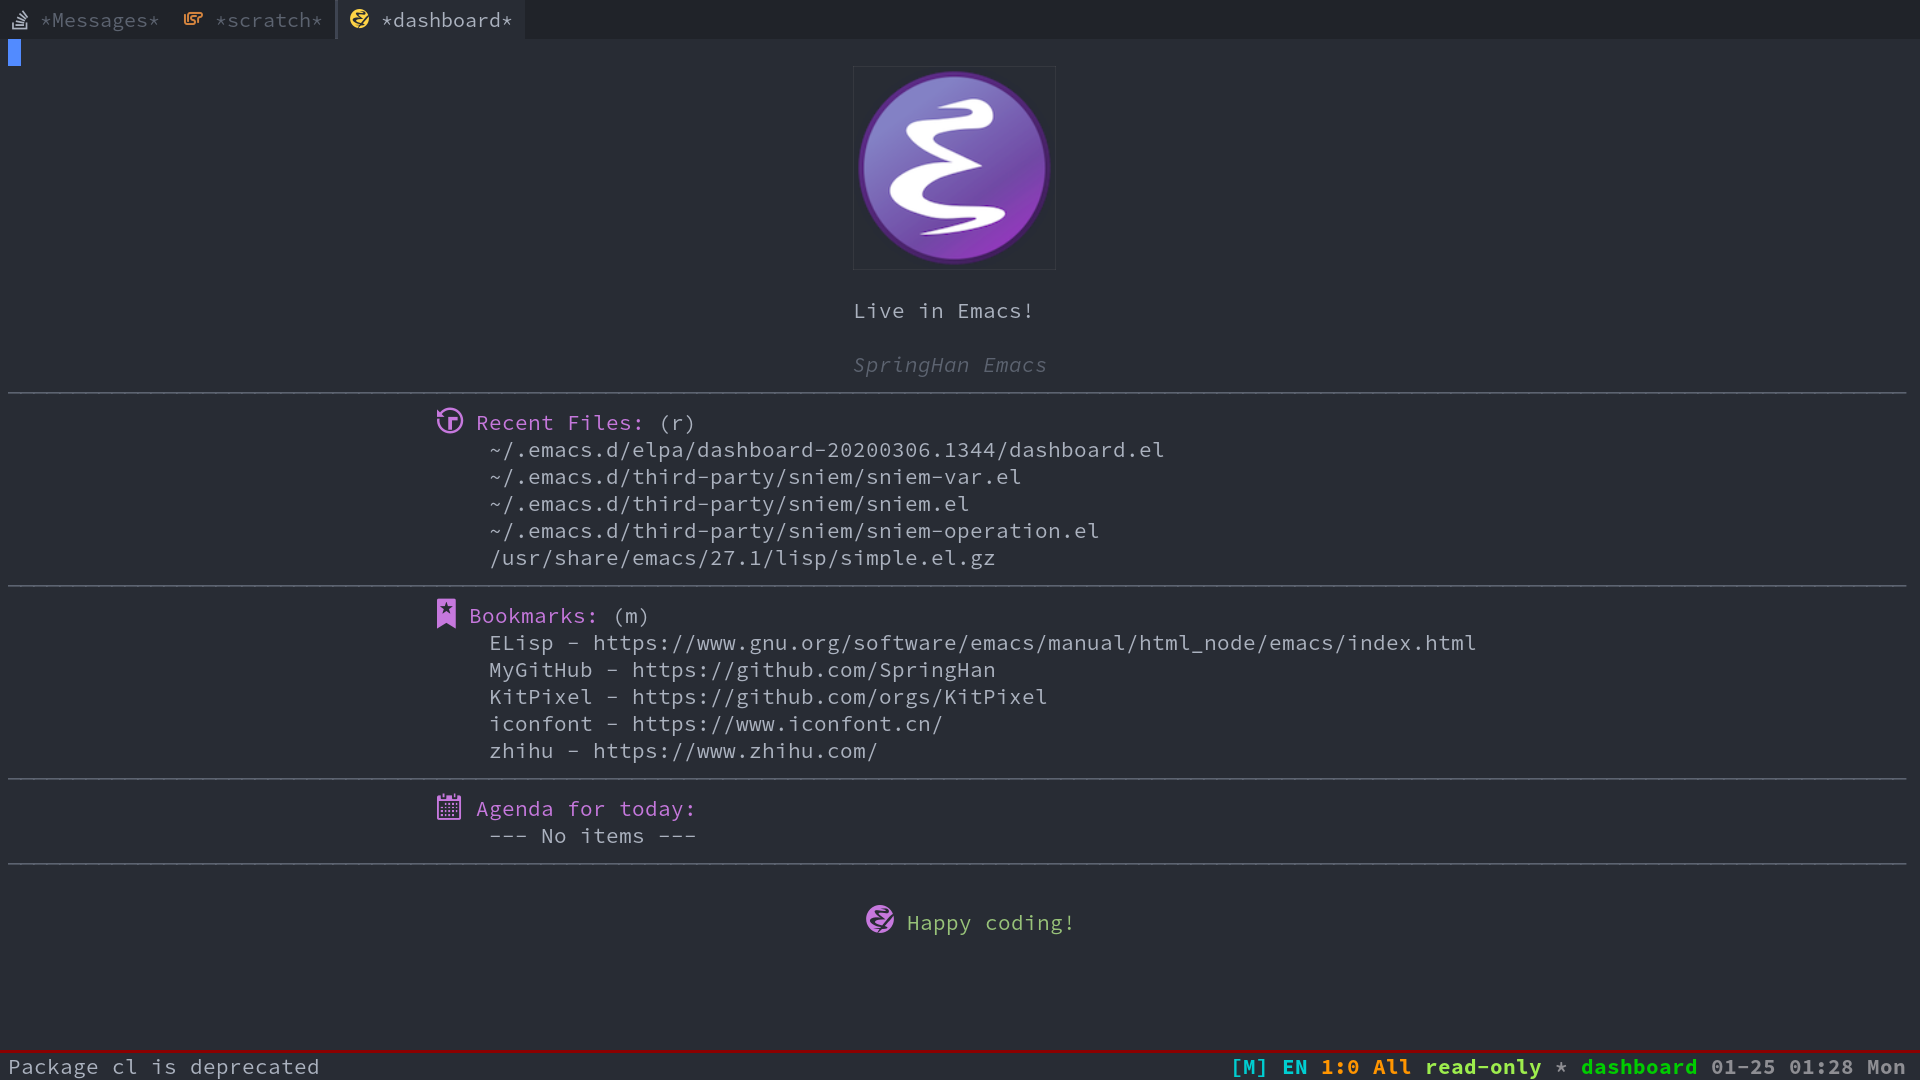 *Messages* *scratch* *dashboard*
Live in Emacs!
SpringHan Emacs
Recent Files: (r)
~/.emacs.d/elpa/dashboard-20200306.1344/dashboard.el
~/.emacs.d/third-party/sniem/sniem-var.el
~/.emacs.d/third-party/sniem/sniem.el
~/.emacs.d/third-party/sniem/sniem-operation.el
/usr/share/emacs/27.1/lisp/simple.el.gz
Bookmarks: (m)
ELisp - https://www.gnu.org/software/emacs/manual/html_node/emacs/index.html
MyGitHub - https://github.com/SpringHan
KitPixel - https://github.com/orgs/KitPixel
iconfont - https://www.iconfont.cn/
zhihu - https://www.zhihu.com/
Agenda for today:
--- No items ---
Happy coding!
Package cl is deprecated [M] EN 1:0 All read-only * dashboard 01-25 01:28 Mon